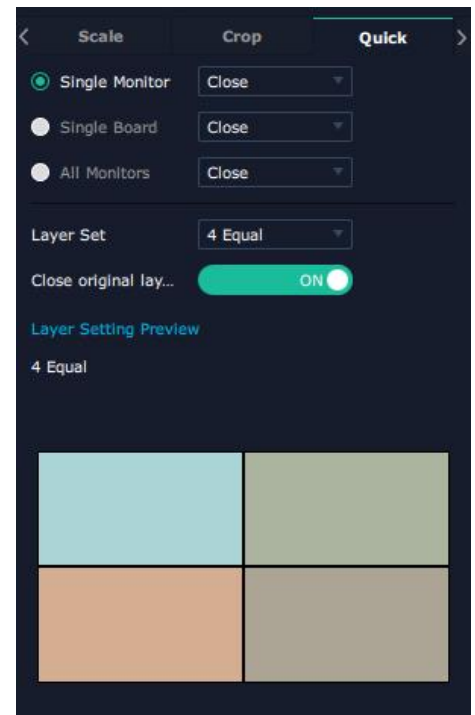 Scale Crop Quick
Single Monitor Close
Single Board Close
All Monitors Close
Layer Set 4 Equal
Close original lay... ON
Layer Setting Preview
4 Equal